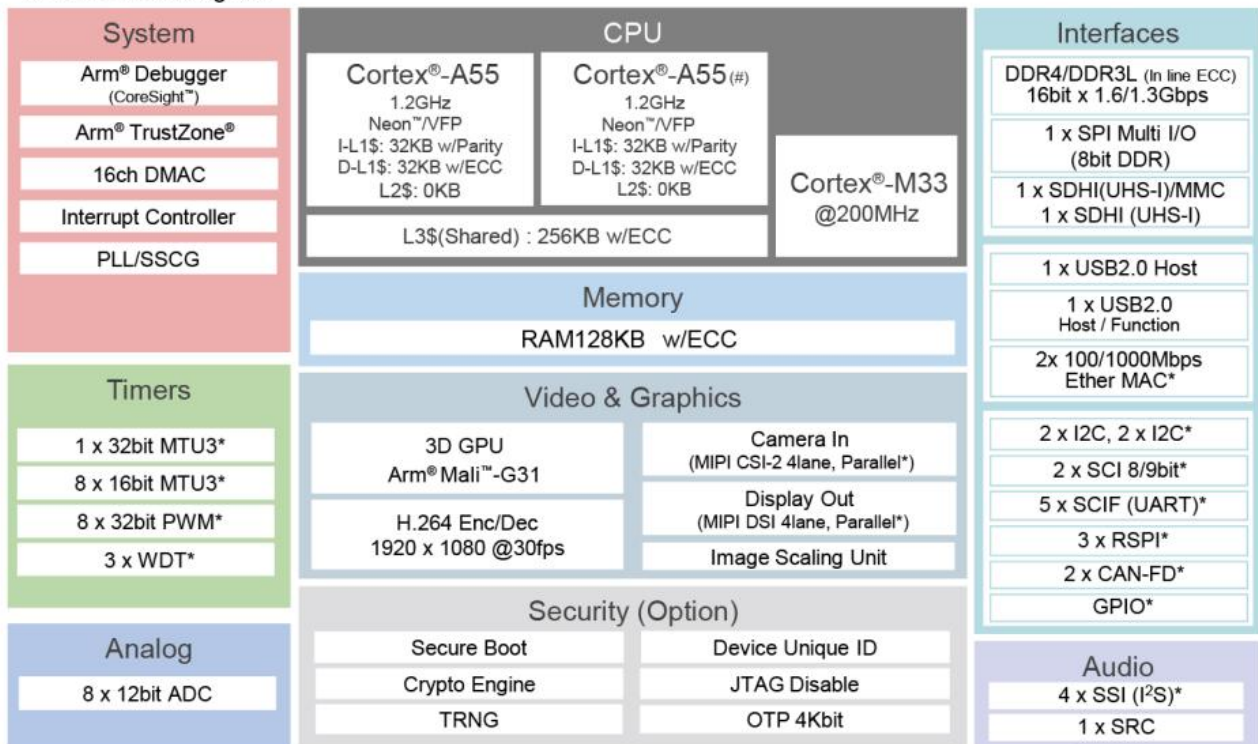 System
Arm® Debugger
(CoreSight™)
Arm® TrustZone®
16ch DMAC
Interrupt Controller
PLL/SSCG
Timers
1 x 32bit MTU3*
8 x 16bit MTU3*
8 x 32bit PWM*
3 x WDT*
Analog
8 x 12bit ADC
CPU
Cortex®-A55
1.2GHz
Neon™/VFP
I-L1$: 32KB w/Parity
D-L1$: 32KB w/ECC
L2$: 0KB
Cortex®-A55(#)
1.2GHz
Neon™/VFP
I-L1$: 32KB w/Parity
D-L1$: 32KB w/ECC
L2$: 0KB
L3$(Shared) : 256KB w/ECC
Cortex®-M33
@200MHz
Memory
RAM128KB w/ECC
Video & Graphics
3D GPU
Arm® Mali™-G31
H.264 Enc/Dec
1920 x 1080 @30fps
Camera In
(MIPI CSI-2 4lane, Parallel*)
Display Out
(MIPI DSI 4lane, Parallel*)
Image Scaling Unit
Security (Option)
Secure Boot
Crypto Engine
TRNG
Device Unique ID
JTAG Disable
OTP 4Kbit
Interfaces
DDR4/DDR3L (In line ECC)
16bit x 1.6/1.3Gbps
1 x SPI Multi I/O
(8bit DDR)
1 x SDHI(UHS-I)/MMC
1 x SDHI (UHS-I)
1 x USB2.0 Host
1 x USB2.0
Host / Function
2x 100/1000Mbps
Ether MAC*
2 x I2C, 2 x I2C*
2 x SCI 8/9bit*
5 x SCIF (UART)*
3 x RSPI*
2 x CAN-FD*
GPIO*
Audio
4 x SSI (I²S)*
1 x SRC